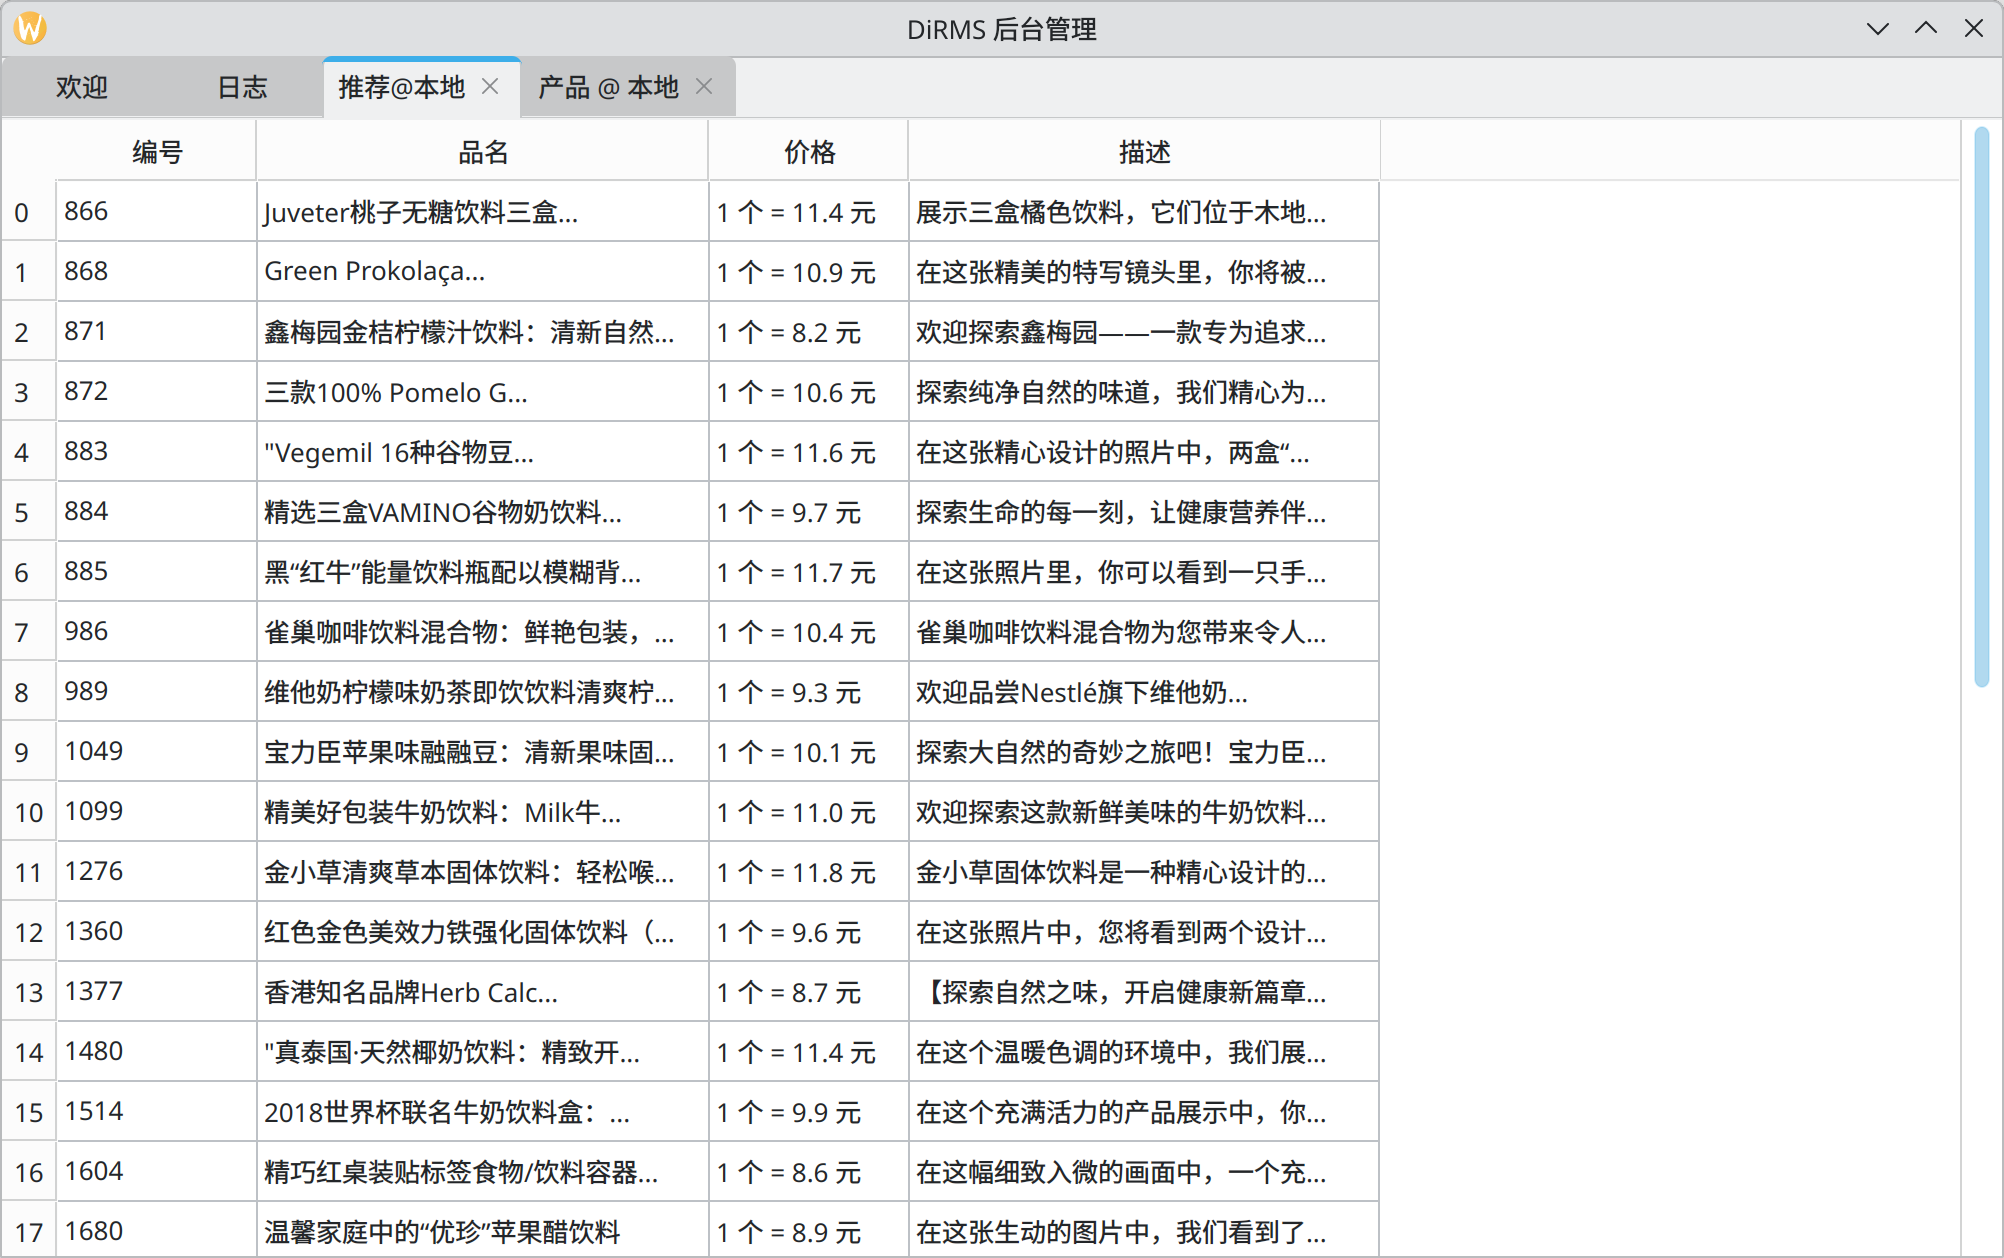 DiRMS 后台管理
欢迎 日志 推荐@本地 产品 @ 本地
编号 品名 价格 描述
0 866 Juveter桃子无糖饮料三盒... 1 个 = 11.4 元 展示三盒橘色饮料，它们位于木地...
1 868 Green Prokolaça... 1 个 = 10.9 元 在这张精美的特写镜头里，你将被...
2 871 鑫梅园金桔柠檬汁饮料：清新自然... 1 个 = 8.2 元 欢迎探索鑫梅园——一款专为追求...
3 872 三款100% Pomelo G... 1 个 = 10.6 元 探索纯净自然的味道，我们精心为...
4 883 "Vegemil 16种谷物豆... 1 个 = 11.6 元 在这张精心设计的照片中，两盒“...
5 884 精选三盒VAMINO谷物奶饮料... 1 个 = 9.7 元 探索生命的每一刻，让健康营养伴...
6 885 黑“红牛”能量饮料瓶配以模糊背... 1 个 = 11.7 元 在这张照片里，你可以看到一只手...
7 986 雀巢咖啡饮料混合物：鲜艳包装，... 1 个 = 10.4 元 雀巢咖啡饮料混合物为您带来令人...
8 989 维他奶柠檬味奶茶即饮饮料清爽柠... 1 个 = 9.3 元 欢迎品尝Nestlé旗下维他奶...
9 1049 宝力臣苹果味融融豆：清新果味固... 1 个 = 10.1 元 探索大自然的奇妙之旅吧！宝力臣...
10 1099 精美好包装牛奶饮料：Milk牛... 1 个 = 11.0 元 欢迎探索这款新鲜美味的牛奶饮料...
11 1276 金小草清爽草本固体饮料：轻松喉... 1 个 = 11.8 元 金小草固体饮料是一种精心设计的...
12 1360 红色金色美效力铁强化固体饮料（... 1 个 = 9.6 元 在这张照片中，您将看到两个设计...
13 1377 香港知名品牌Herb Calc... 1 个 = 8.7 元 【探索自然之味，开启健康新篇章...
14 1480 "真泰国·天然椰奶饮料：精致开... 1 个 = 11.4 元 在这个温暖色调的环境中，我们展...
15 1514 2018世界杯联名牛奶饮料盒：... 1 个 = 9.9 元 在这个充满活力的产品展示中，你...
16 1604 精巧红桌装贴标签食物/饮料容器... 1 个 = 8.6 元 在这幅细致入微的画面中，一个充...
17 1680 温馨家庭中的“优珍”苹果醋饮料 1 个 = 8.9 元 在这张生动的图片中，我们看到了...